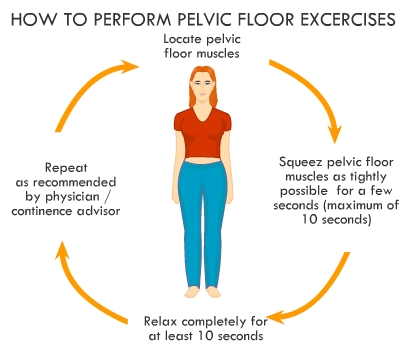 HOW TO PERFORM PELVIC FLOOR EXCERCISES
Locate pelvic
floor muscles
Squeez pelvic floor
muscles as tightly
possible for a few
seconds (maximum of
10 seconds)
Relax completely for
at least 10 seconds
Repeat
as recommended
by physician /
continence advisor